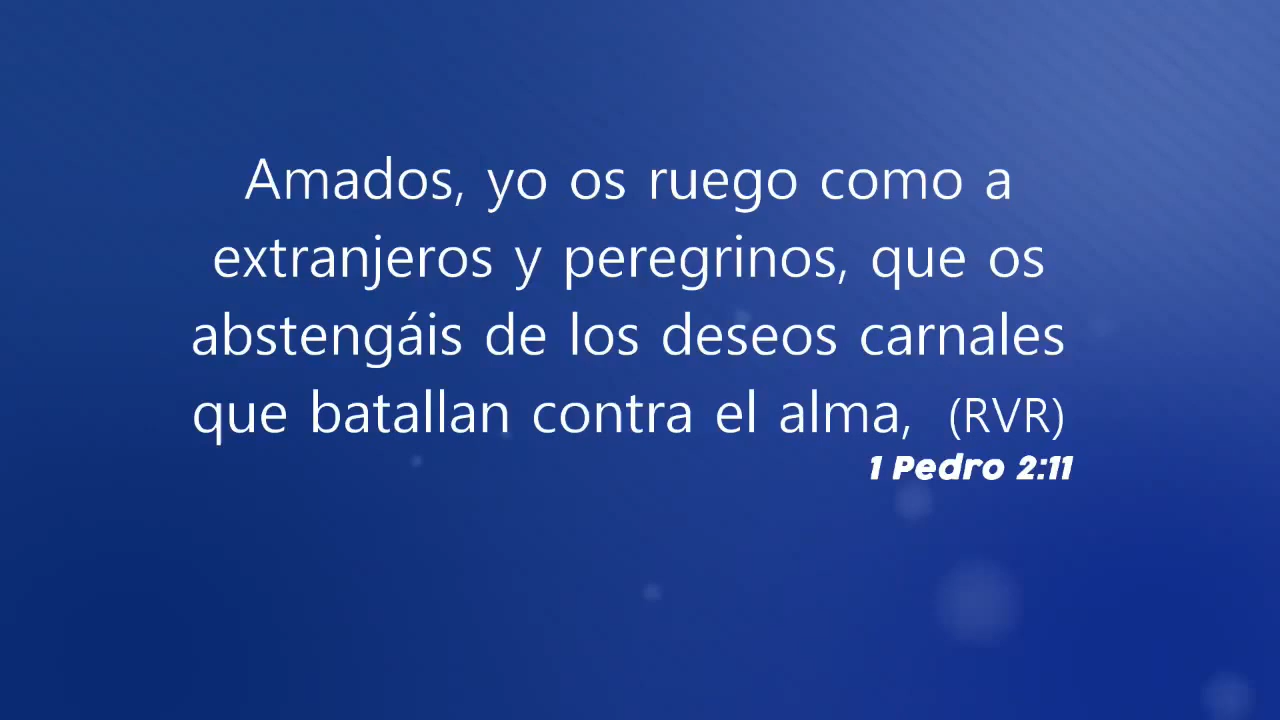 Amados, yo os ruego como a
extranjeros y peregrinos, que os
abstengáis de los deseos carnales
que batallan contra el alma, (RVR)
1 Pedro 2:11